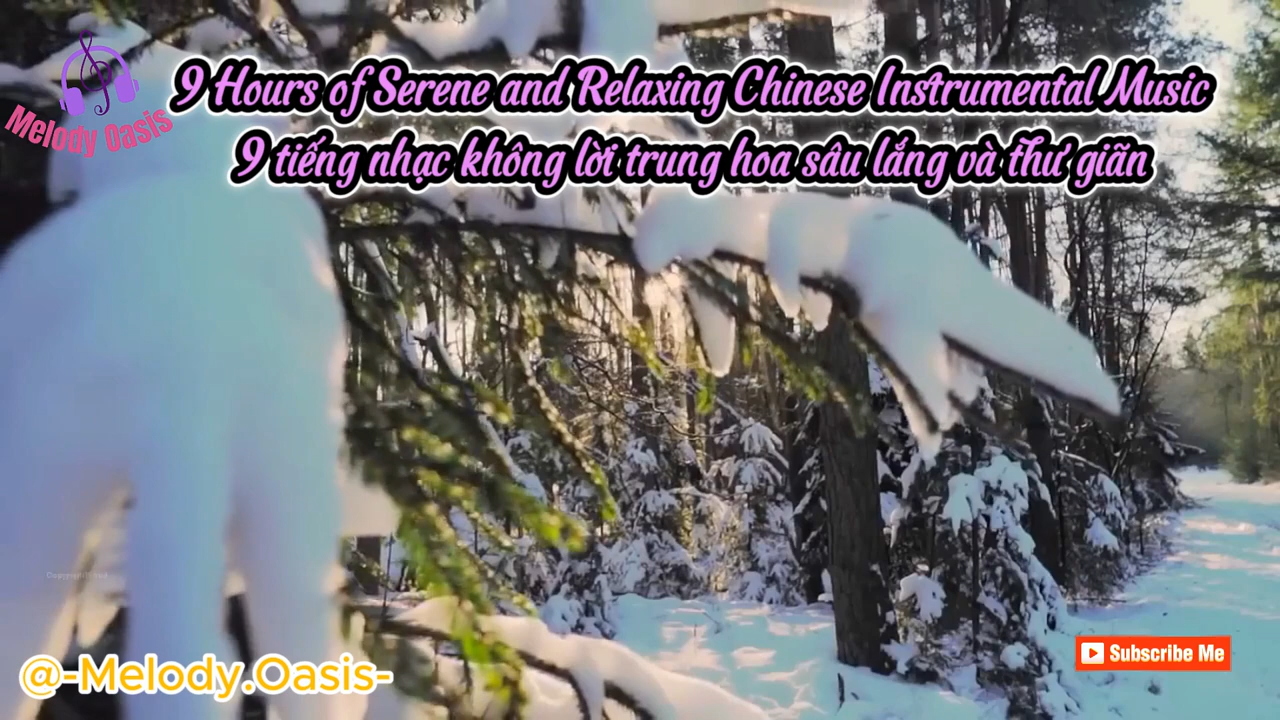 Melody Oasis
9 Hours of Serene and Relaxing Chinese Instrumental Music
9 tiếng nhạc không lời trung hoa sâu lắng và thư giãn
@-Melody.Oasis-
Subscribe Me